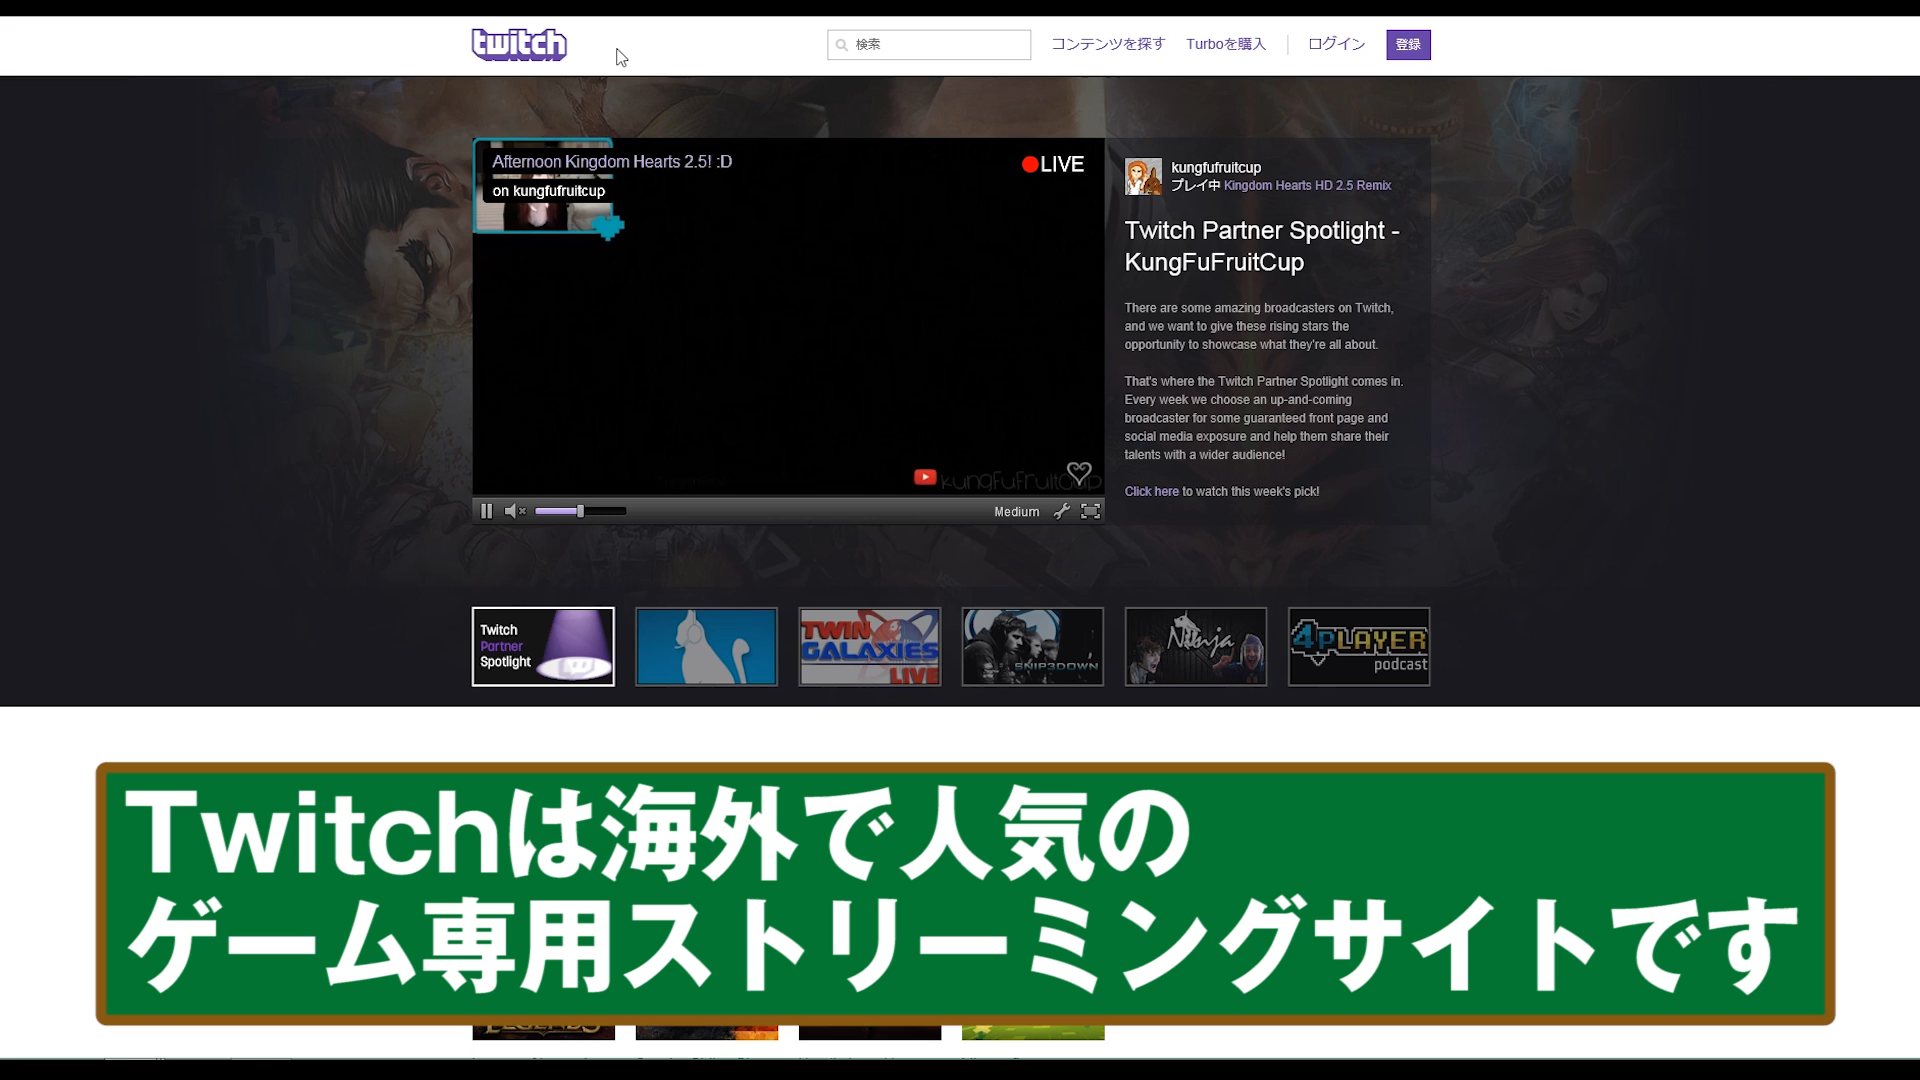 twitch
検索
コンテンツを探す
Turboを購入
ログイン
登録
Afternoon Kingdom Hearts 2.5! :D
on kungfufruitcup
LIVE
kungfufruitcup
プレイ中 Kingdom Hearts HD 2.5 Remix
Twitch Partner Spotlight -
KungFuFruitCup
There are some amazing broadcasters on Twitch,
and we want to give these rising stars the
opportunity to showcase what they're all about.
That's where the Twitch Partner Spotlight comes in.
Every week we choose an up-and-coming
broadcaster for some guaranteed front page and
social media exposure and help them share their
talents with a wider audience!
Click here to watch this week's pick!
kungfufruitcup
Medium
Twitch
Partner
Spotlight
TWIN
GALAXIES
LIVE
SNIP3DOWN
Ninja
4PLAYER
podcast
Twitchは海外で人気の
ゲーム専用ストリーミングサイトです